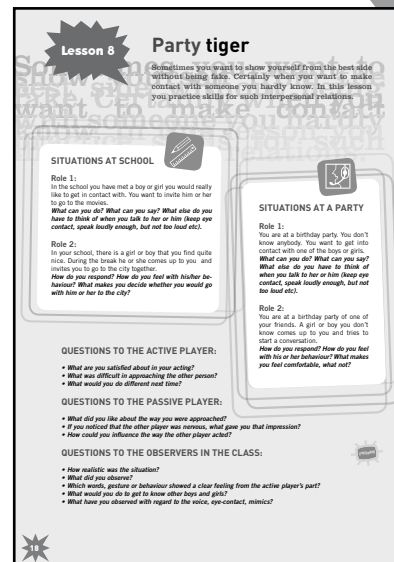 Lesson 8
Party tiger
Sometimes you want to show yourself from the best side
without being fake. Certainly when you want to make
contact with someone you hardly know. In this lesson
you practice skills for such interpersonal relations.
SITUATIONS AT SCHOOL
Role 1:
In the school you have met a boy or girl you would really
like to get in contact with. You want to invite him or her
to go to the movies.
What can you do? What can you say? What else do you
have to think of when you talk to her or him (keep eye
contact, speak loudly enough, but not too loud etc).
Role 2:
In your school, there is a girl or boy that you find quite
nice. During the break he or she comes up to you and
invites you to go to the city together.
How do you respond? How do you feel with his/her be-
haviour? What makes you decide whether you would go
with him or her to the city?
SITUATIONS AT A PARTY
Role 1:
You are at a birthday party. You don't
know anybody. You want to get into
contact with one of the boys or girls.
What can you do? What can you say?
What else do you have to think of
when you talk to her or him (keep eye
contact, speak loudly enough, but not
too loud etc).
Role 2:
You are at a birthday party of one of
your friends. A girl or boy you don't
know comes up to you and tries to
start a conversation.
How do you respond? How do you feel
with his or her behaviour? What makes
you feel comfortable, what not?
QUESTIONS TO THE ACTIVE PLAYER:
• What are you satisfied about in your acting?
• What was difficult in approaching the other person?
• What would you do different next time?
QUESTIONS TO THE PASSIVE PLAYER:
• What did you like about the way you were approached?
• If you noticed that the other player was nervous, what gave you that impression?
• How could you influence the way the other player acted?
QUESTIONS TO THE OBSERVERS IN THE CLASS:
• How realistic was the situation?
• What did you observe?
• Which words, gesture or behaviour showed a clear feeling from the active player's part?
• What would you do to get to know other boys and girls?
• What have you observed with regard to the voice, eye-contact, mimics?
18